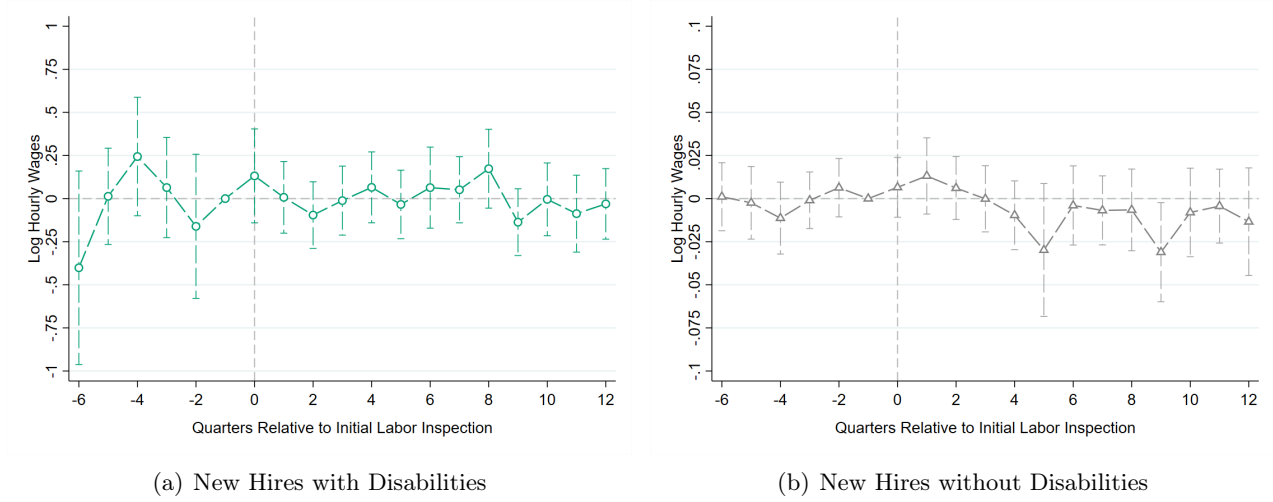 1
.75
.5
.25
0
-.25
-.5
-.75
-1
Log Hourly Wages
-6 -4 -2 0 2 4 6 8 10 12
Quarters Relative to Initial Labor Inspection
(a) New Hires with Disabilities
.1
.075
.05
.025
0
-.025
-.05
-.075
-.1
Log Hourly Wages
-6 -4 -2 0 2 4 6 8 10 12
Quarters Relative to Initial Labor Inspection
(b) New Hires without Disabilities